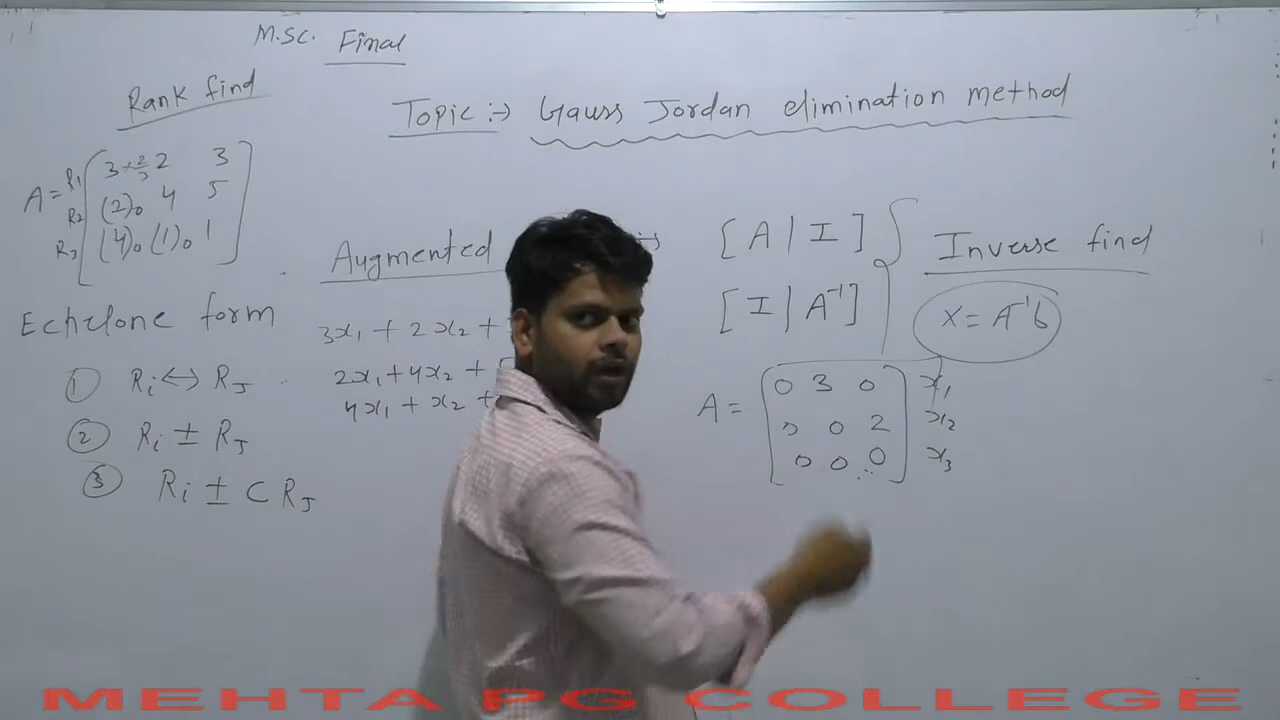 M.SC. Final
Rank find
Topic :→ Gauss Jordan elimination method
A =
R1 3 2 3
R2 (2)0 4 5
R3 (4)0 (1)0 1
Echelone form
① Ri ↔ RJ
② Ri ± RJ
③ Ri ± C RJ
Augmented
3x1 + 2x2 +
2x1 + 4x2 +
4x1 + x2 +
[A | I]
[I | A⁻¹]
Inverse find
x = A⁻¹b
A =
0 3 0 x1
0 0 2 x2
0 0 0 x3
MEHTA PG COLLEGE